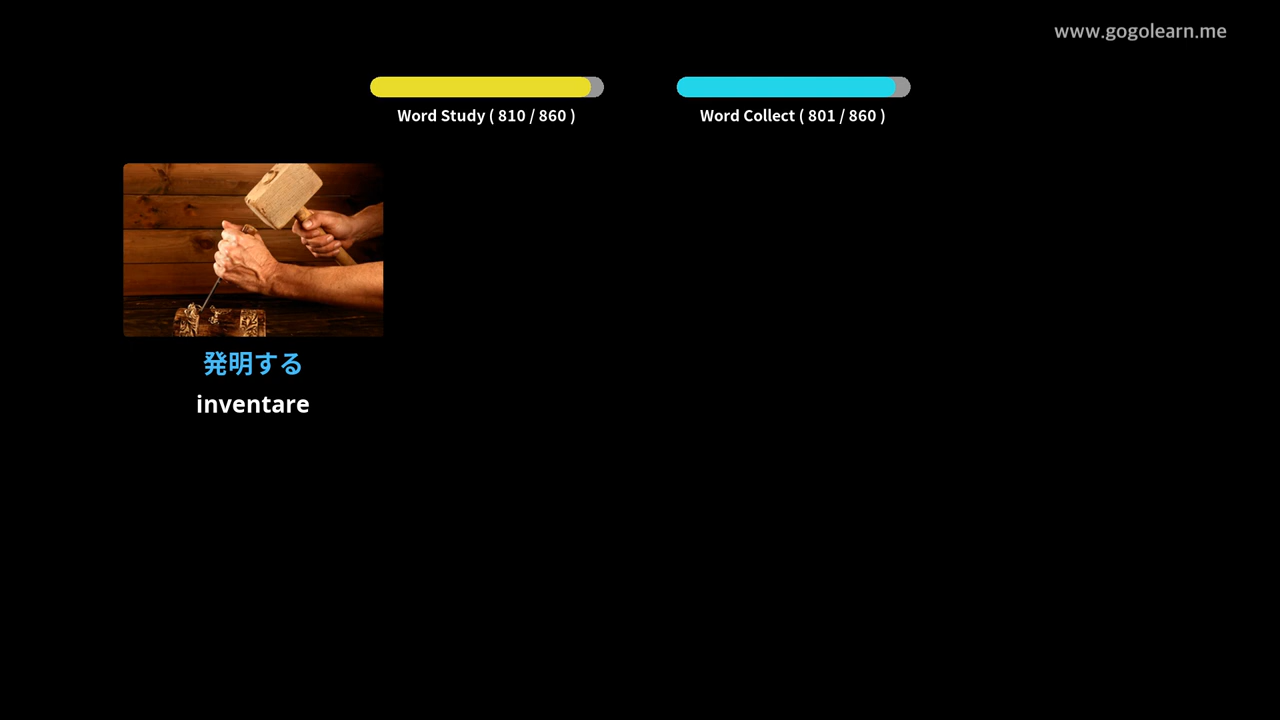 www.gogolearn.me
Word Study ( 810 / 860 )
Word Collect ( 801 / 860 )
発明する
inventare